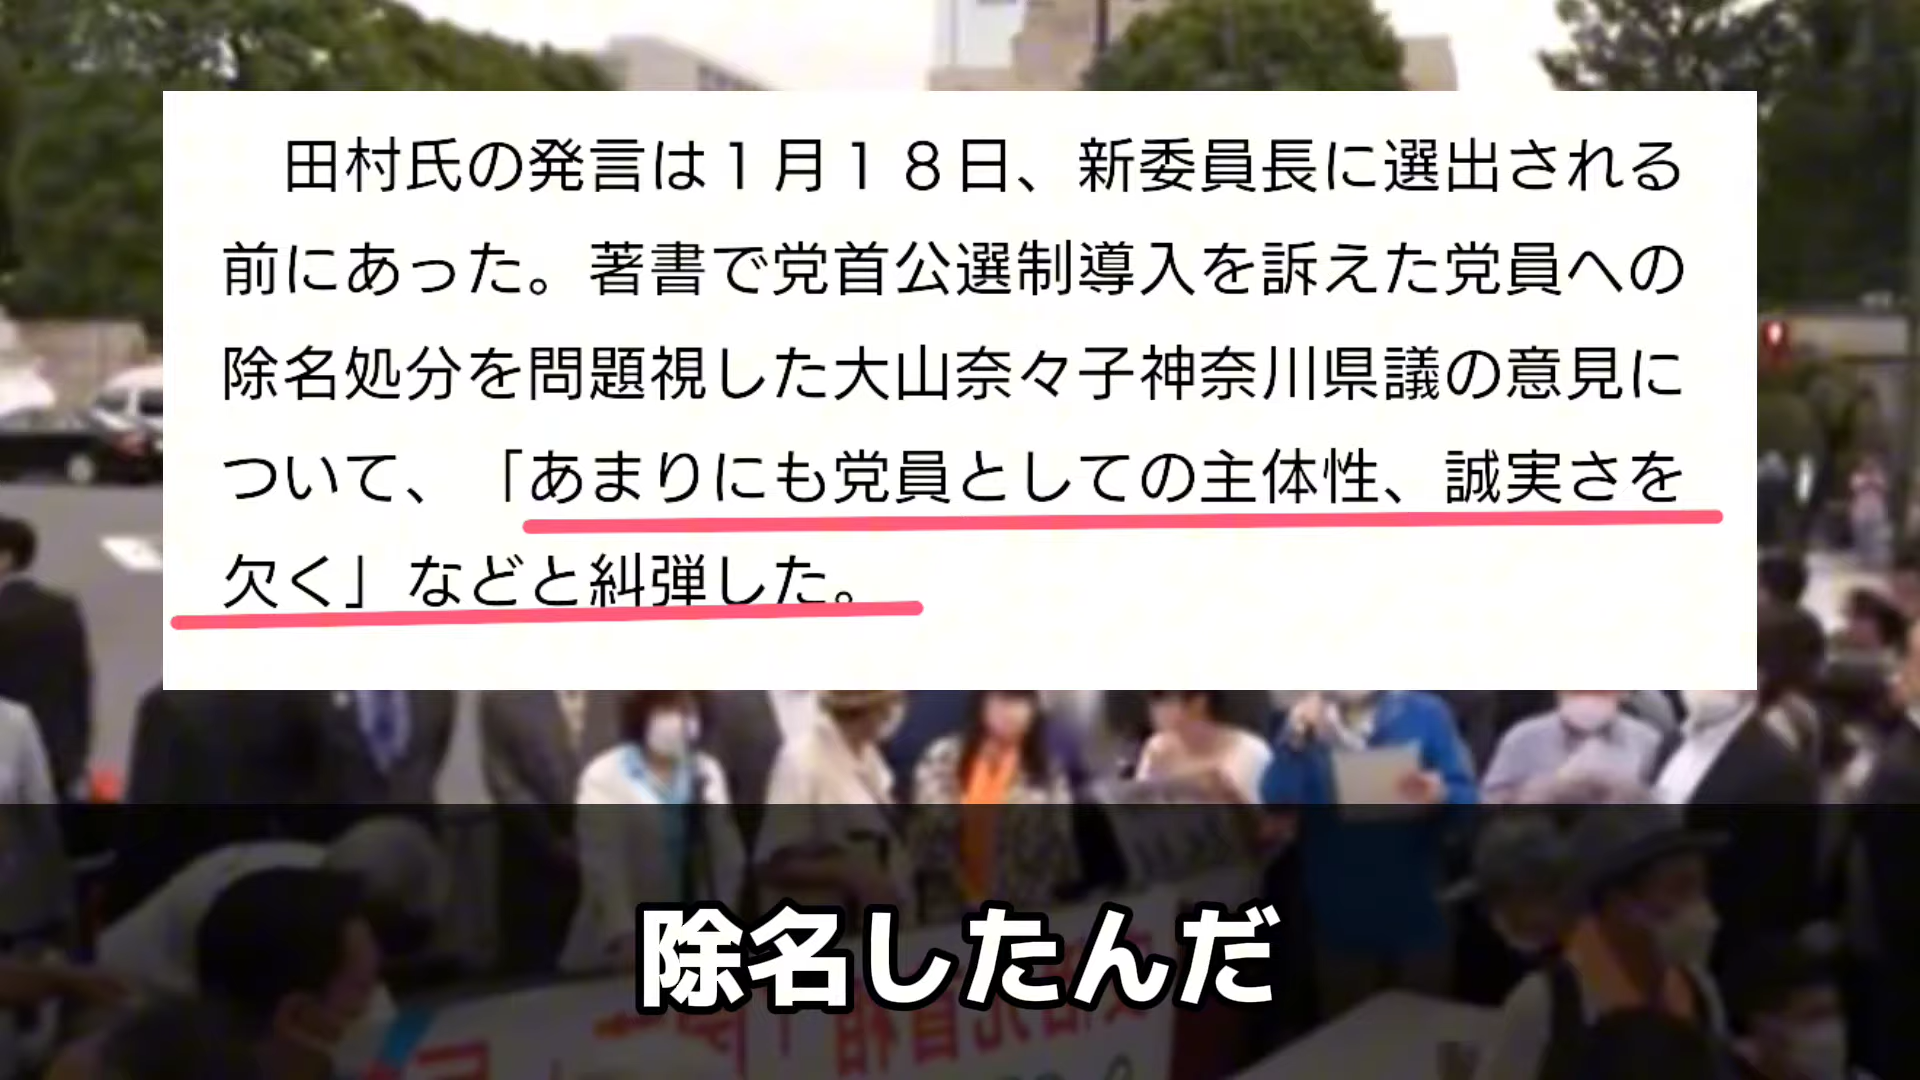 田村氏の発言は１月１８日、新委員長に選出される
前にあった。著書で党首公選制導入を訴えた党員への
除名処分を問題視した大山奈々子神奈川県議の意見に
ついて、「あまりにも党員としての主体性、誠実さを
欠く」などと糾弾した。
除名したんだ